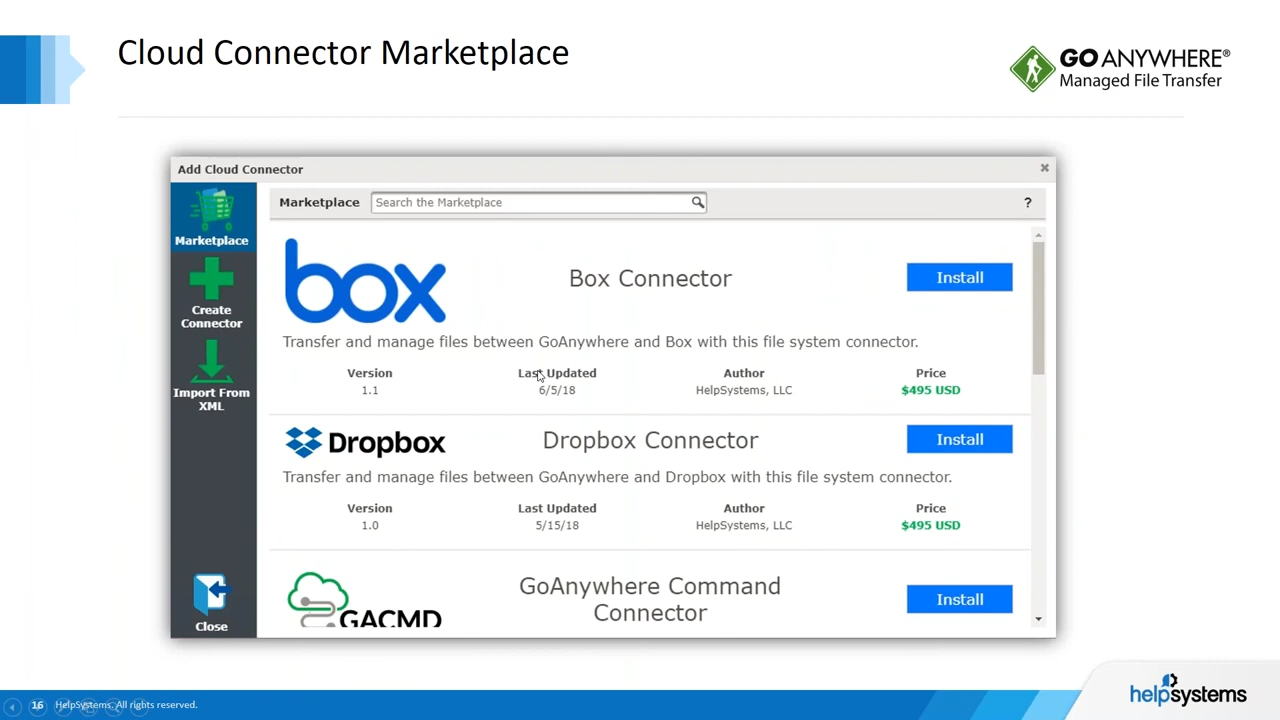 Cloud Connector Marketplace
GO ANYWHERE®
Managed File Transfer
Add Cloud Connector
Marketplace
Create
Connector
Import From
XML
Close
Marketplace
Search the Marketplace
?
box
Box Connector
Install
Transfer and manage files between GoAnywhere and Box with this file system connector.
Version Last Updated Author Price
1.1 6/5/18 HelpSystems, LLC $495 USD
Dropbox
Dropbox Connector
Install
Transfer and manage files between GoAnywhere and Dropbox with this file system connector.
Version Last Updated Author Price
1.0 5/15/18 HelpSystems, LLC $495 USD
GACMD
GoAnywhere Command
Connector
Install
16 HelpSystems. All rights reserved.
helpsystems